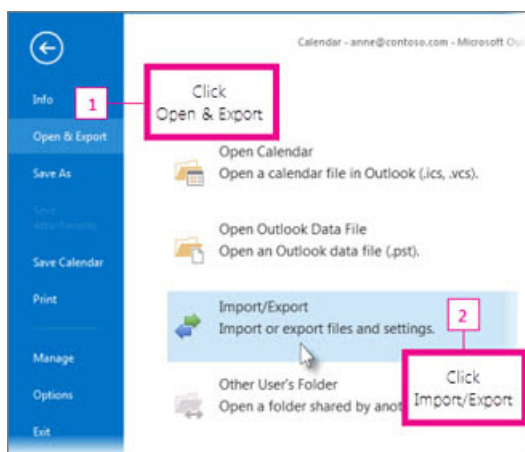 Calendar - anne@contoso.com - Microsoft Ou
Info
1
Click
Open & Export
Open & Export
Open Calendar
Open a calendar file in Outlook (.ics, .vcs).
Save As
Save
Attachments
Open Outlook Data File
Open an Outlook data file (.pst).
Save Calendar
Print
Import/Export
Import or export files and settings.
2
Manage
Click
Import/Export
Options
Other User's Folder
Open a folder shared by anot
Exit